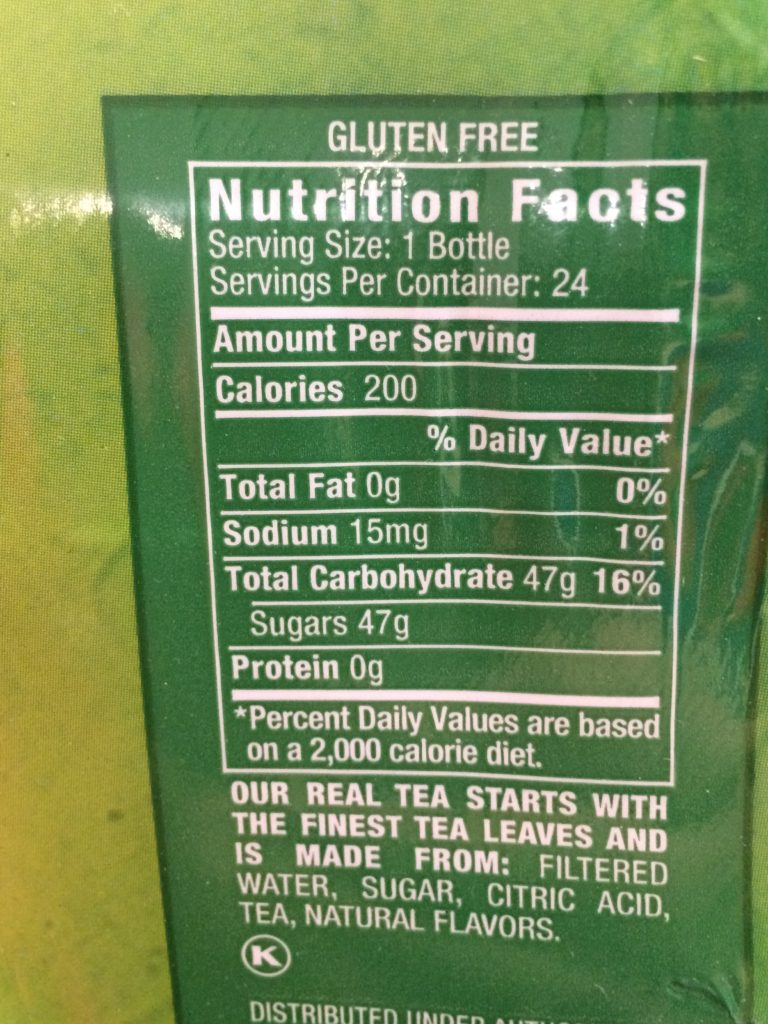 GLUTEN FREE
Nutrition Facts
Serving Size: 1 Bottle
Servings Per Container: 24
Amount Per Serving
Calories 200
% Daily Value*
Total Fat 0g 0%
Sodium 15mg 1%
Total Carbohydrate 47g 16%
Sugars 47g
Protein 0g
*Percent Daily Values are based
on a 2,000 calorie diet.
OUR REAL TEA STARTS WITH
THE FINEST TEA LEAVES AND
IS MADE FROM: FILTERED
WATER, SUGAR, CITRIC ACID,
TEA, NATURAL FLAVORS.
K
DISTRIBUTED UNDER